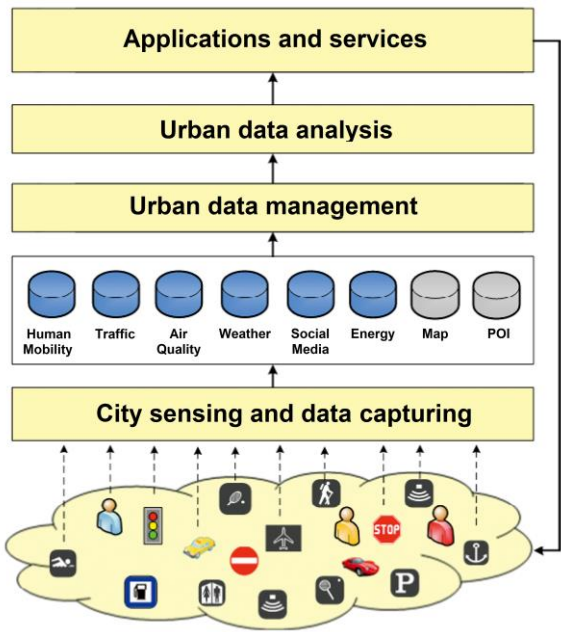 Applications and services
Urban data analysis
Urban data management
Human Mobility
Traffic
Air Quality
Weather
Social Media
Energy
Map
POI
City sensing and data capturing
STOP
P